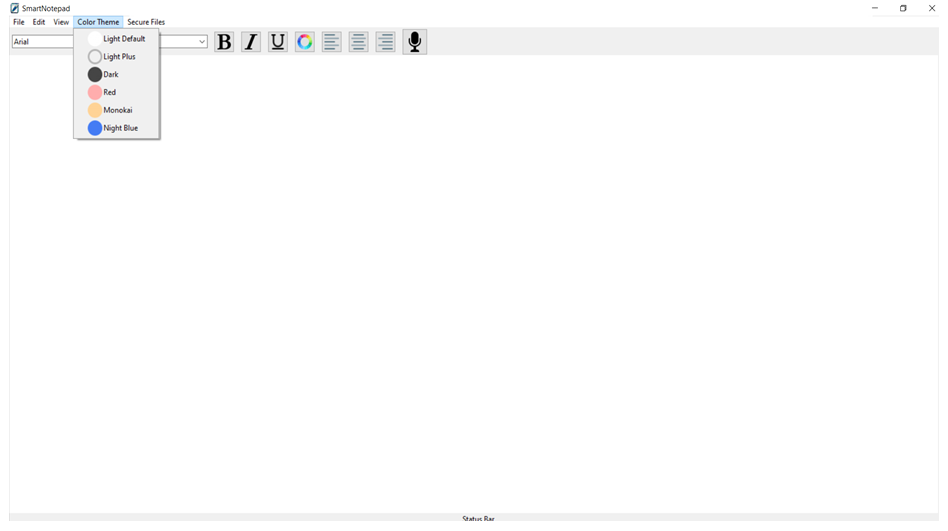 SmartNotepad
File Edit View Color Theme Secure Files
Arial B I U
Light Default
Light Plus
Dark
Red
Monokai
Night Blue
Status Bar